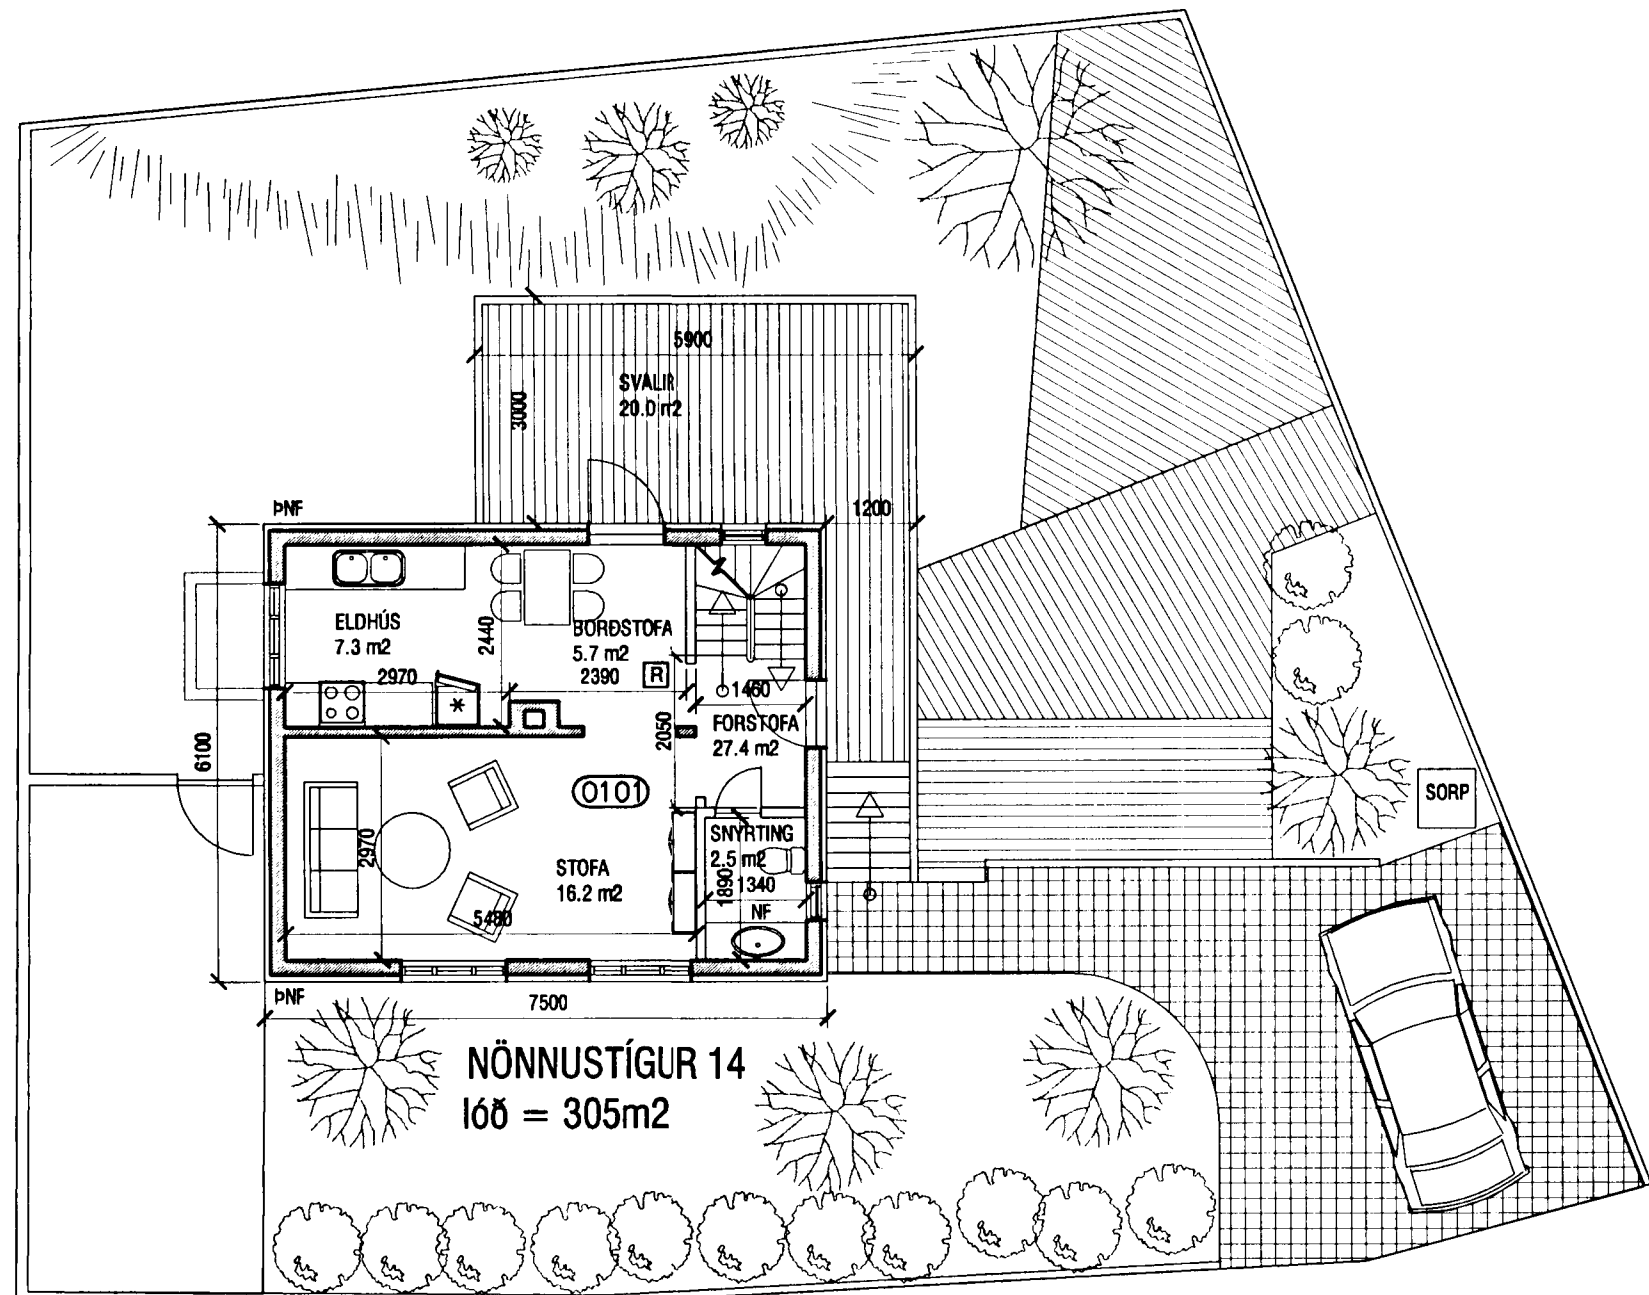 5900
SVALIR
20.0 m2
3000
ÞNF
1200
ELDHÚS
7.3 m2
2440
BORÐSTOFA
5.7 m2
2970
2390
R
1460
FORSTOFA
27.4 m2
2050
6100
0101
SORP
SNYRTING
2.5 m2
2970
STOFA
16.2 m2
1890
1340
NF
5480
ÞNF
7500
NÖNNUSTÍGUR 14
lóð = 305m2